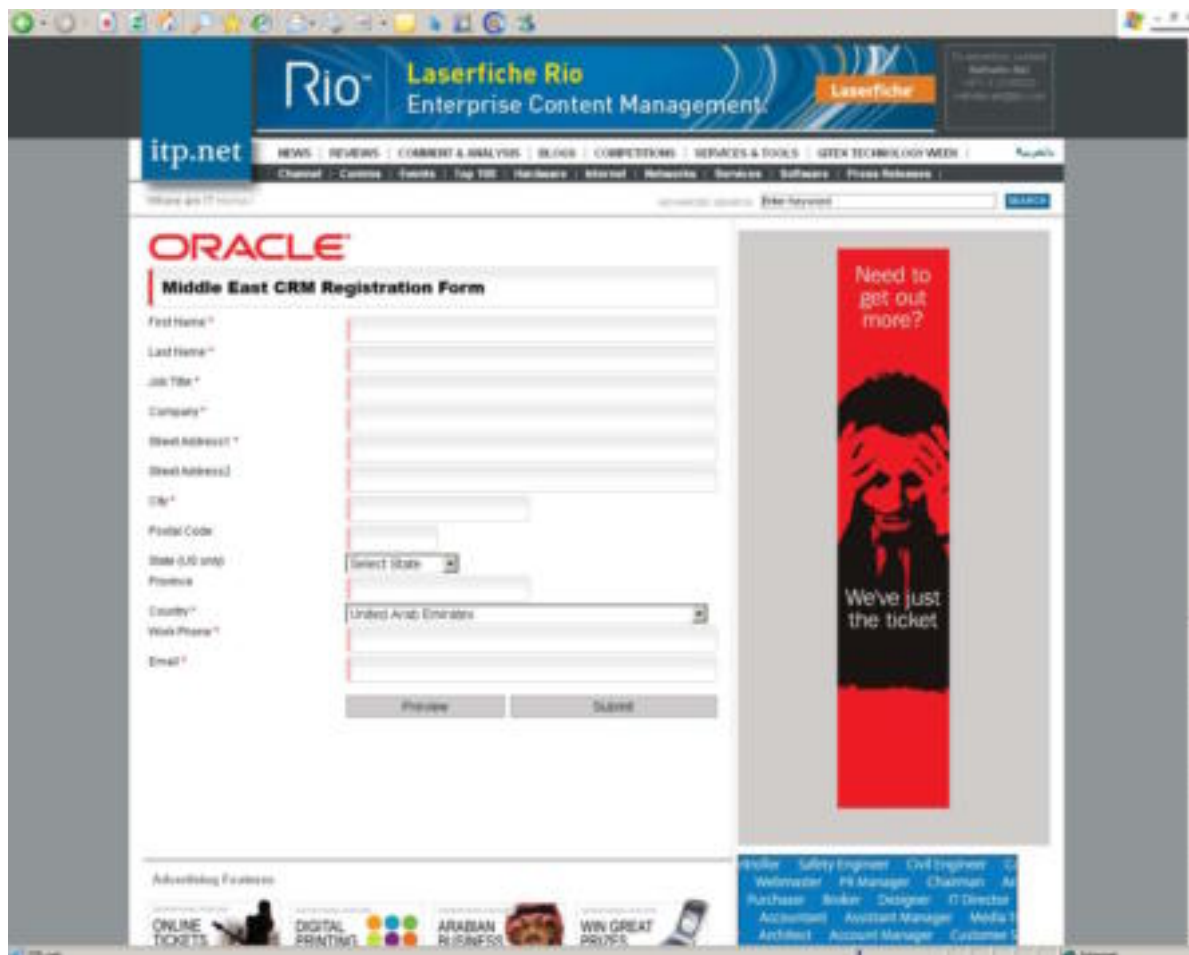 Rio™
Laserfiche Rio
Enterprise Content Management.
Laserfiche
itp.net
NEWS | REVIEWS | COMMENT & ANALYSIS | BLOGS | COMPETITIONS | SERVICES & TOOLS | GITEX TECHNOLOGY WEEK |
Channel | Comms | Events | Top 100 | Hardware | Internet | Networks | Services | Software | Press Releases |
ADVANCED SEARCH Enter keyword SEARCH
ORACLE
Middle East CRM Registration Form
First Name *
Last Name *
Job Title *
Company *
Street Address1 *
Street Address2
City *
Postal Code
State (US only) Select State
Province
Country * United Arab Emirates
Work Phone *
Email *
Preview Submit
Need to
get out
more?
We've just
the ticket
Advertising Features
ONLINE
TICKETS
DIGITAL
PRINTING
ARABIAN
BUSINESS
WIN GREAT
PRIZES
Safety Engineer Civil Engineer
Webmaster PR Manager Chairman
Purchaser Broker Designer IT Director
Accountant Assistant Manager Media
Architect Account Manager Customer